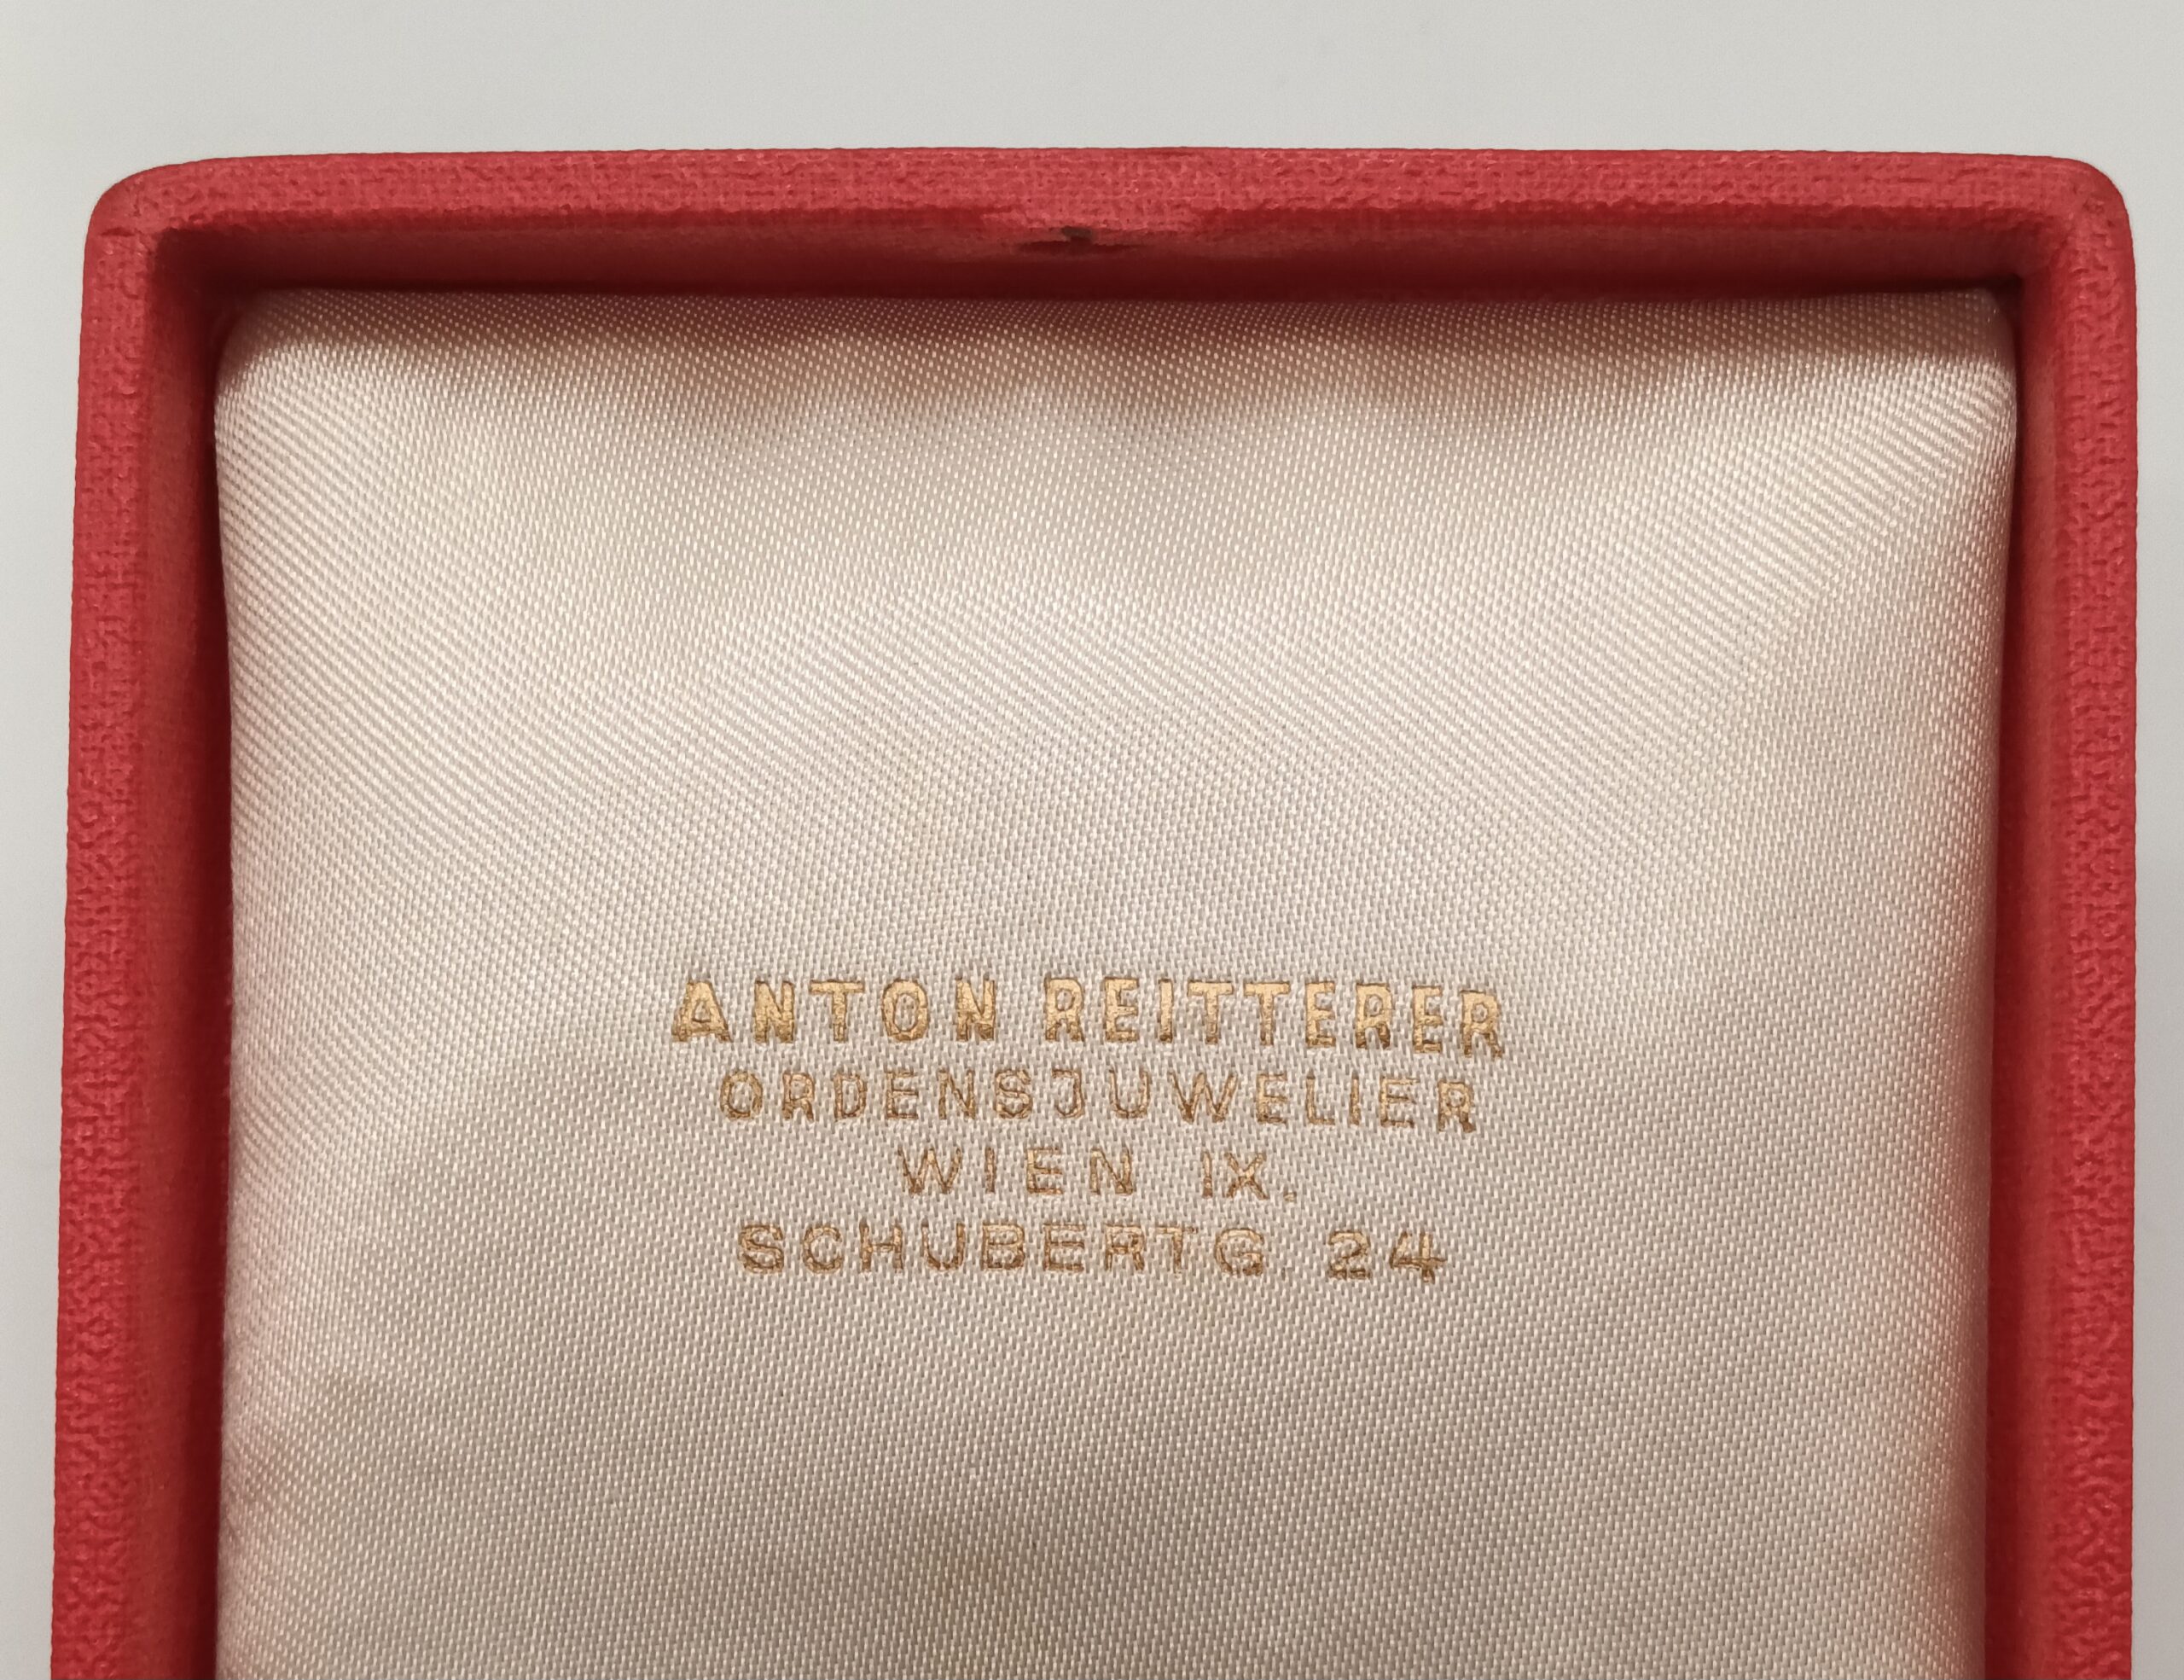 ANTON REITTERER
ORDENSJUWELIER
WIEN IX.
SCHUBERTG. 24